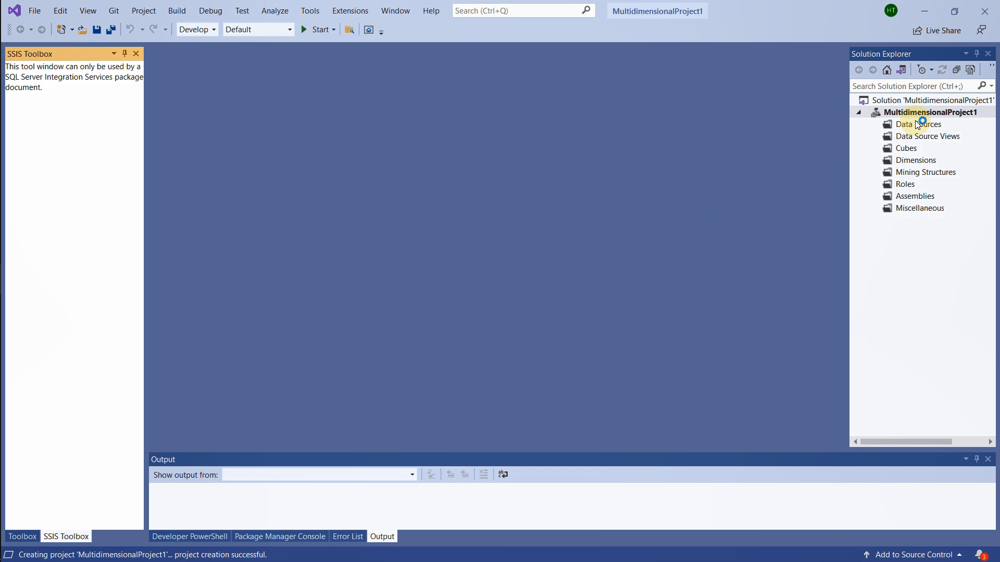 File Edit View Git Project Build Debug Test Analyze Tools Extensions Window Help Search (Ctrl+Q) MultidimensionalProject1 HT
Develop Default Start Live Share
SSIS Toolbox
This tool window can only be used by a
SQL Server Integration Services package
document.
Solution Explorer
Search Solution Explorer (Ctrl+;)
Solution 'MultidimensionalProject1'
MultidimensionalProject1
Data Sources
Data Source Views
Cubes
Dimensions
Mining Structures
Roles
Assemblies
Miscellaneous
Output
Show output from:
Toolbox SSIS Toolbox
Developer PowerShell Package Manager Console Error List Output
Creating project 'MultidimensionalProject1'... project creation successful.
Add to Source Control 3